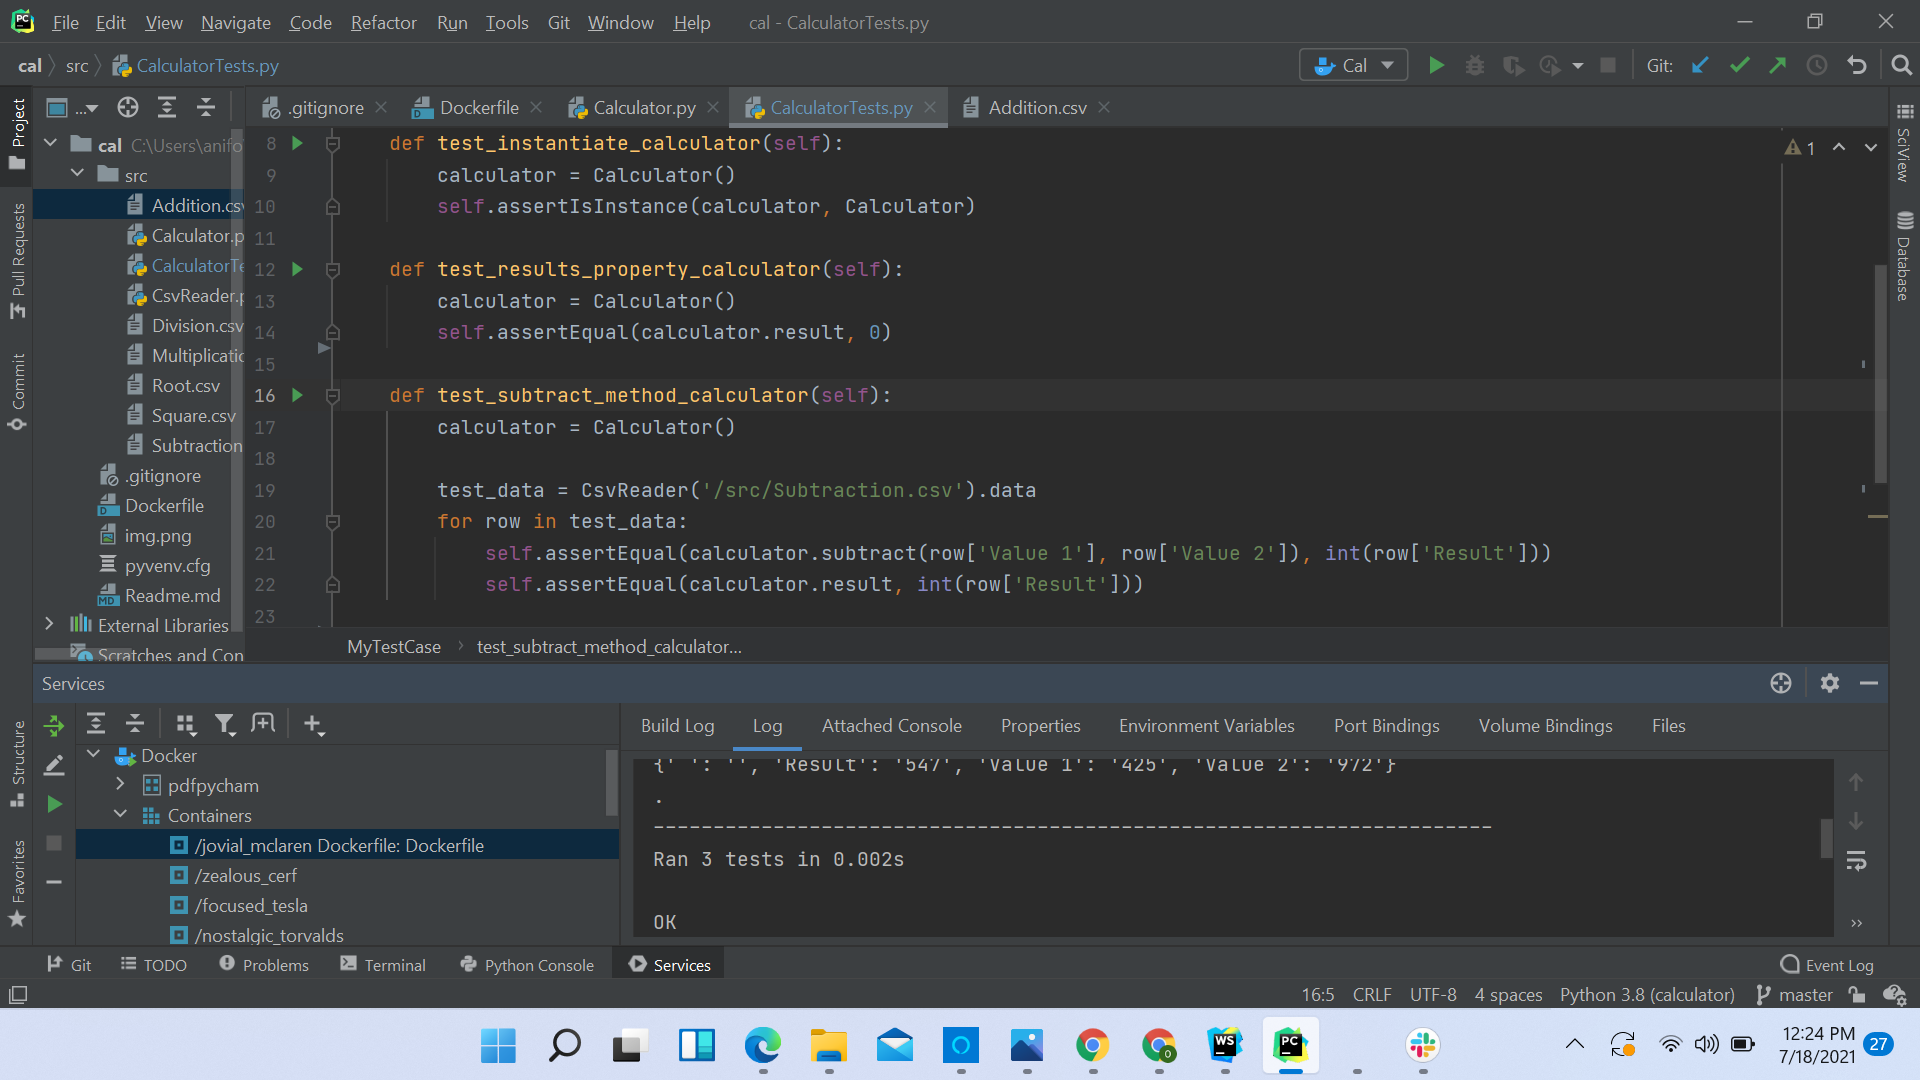 PC File Edit View Navigate Code Refactor Run Tools Git Window Help cal - CalculatorTests.py
cal src CalculatorTests.py Cal Git:
... .gitignore Dockerfile Calculator.py CalculatorTests.py Addition.csv
Project
Pull Requests
Commit
Structure
Favorites
SciView
Database
cal C:\Users\anifo
src
Addition.csv
Calculator.p
CalculatorTe
CsvReader.p
Division.csv
Multiplicatio
Root.csv
Square.csv
Subtraction
.gitignore
Dockerfile
img.png
pyvenv.cfg
Readme.md
External Libraries
Scratches and Con
1
8 def test_instantiate_calculator(self):
9 calculator = Calculator()
10 self.assertIsInstance(calculator, Calculator)
11
12 def test_results_property_calculator(self):
13 calculator = Calculator()
14 self.assertEqual(calculator.result, 0)
15
16 def test_subtract_method_calculator(self):
17 calculator = Calculator()
18
19 test_data = CsvReader('/src/Subtraction.csv').data
20 for row in test_data:
21 self.assertEqual(calculator.subtract(row['Value 1'], row['Value 2']), int(row['Result']))
22 self.assertEqual(calculator.result, int(row['Result']))
23
MyTestCase test_subtract_method_calculator...
Services
Docker
pdfpycham
Containers
/jovial_mclaren Dockerfile: Dockerfile
/zealous_cerf
/focused_tesla
/nostalgic_torvalds
Build Log Log Attached Console Properties Environment Variables Port Bindings Volume Bindings Files
{' ': '', 'Result': '547', 'Value 1': '425', 'Value 2': '972'}
.
----------------------------------------------------------------------
Ran 3 tests in 0.002s
OK
Git TODO Problems Terminal Python Console Services Event Log
16:5 CRLF UTF-8 4 spaces Python 3.8 (calculator) master
WS PC 12:24 PM
7/18/2021 27